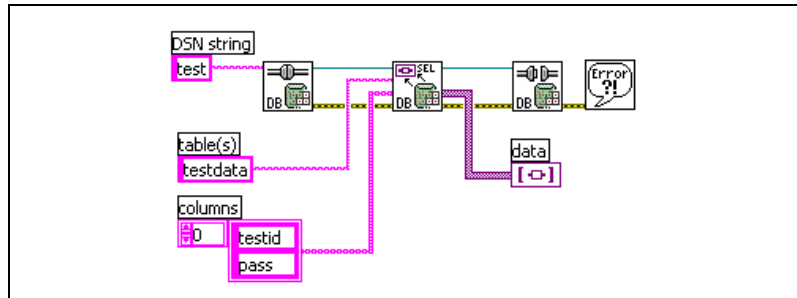 DSN string
test
SEL
DB
DB
DB
Error
?!
table(s)
testdata
data
columns
0
testid
pass